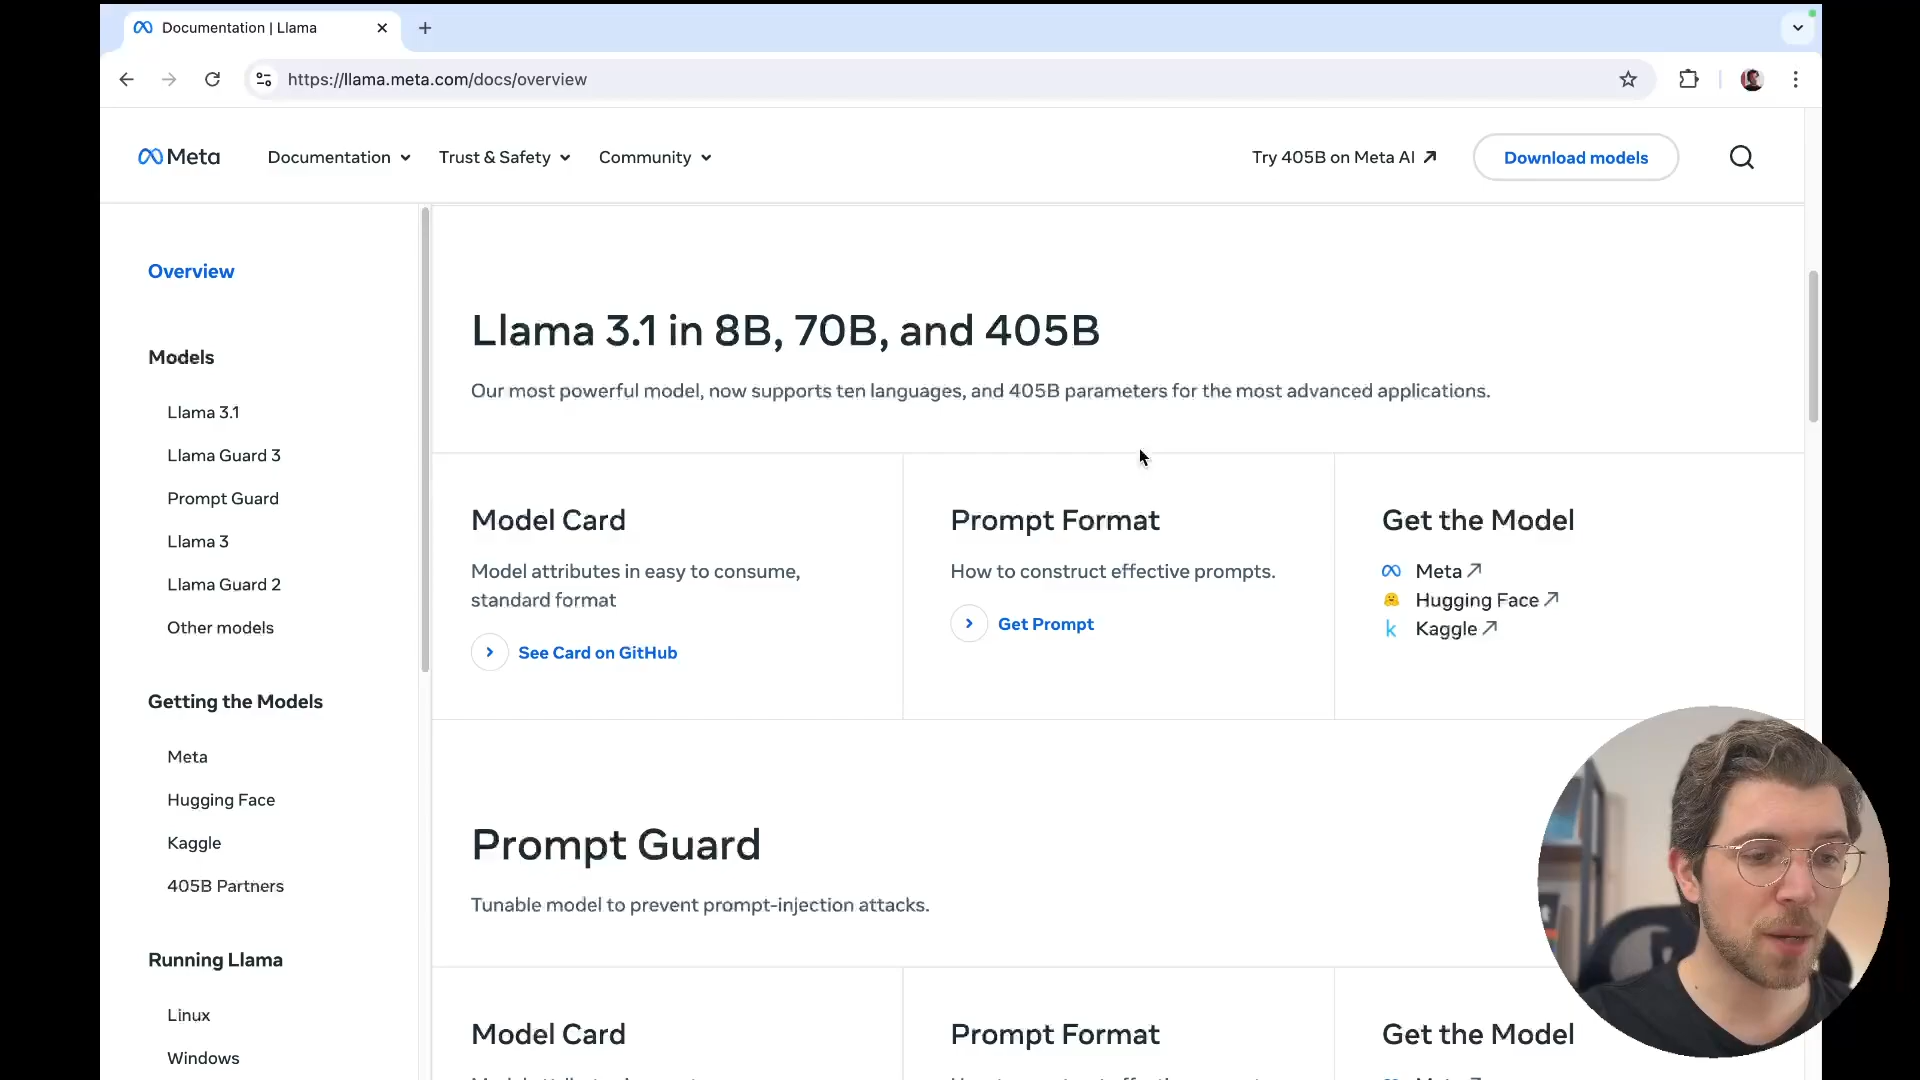 Documentation | Llama
https://llama.meta.com/docs/overview
Meta
Documentation
Trust & Safety
Community
Try 405B on Meta AI
Download models
Overview
Models
Llama 3.1
Llama Guard 3
Prompt Guard
Llama 3
Llama Guard 2
Other models
Getting the Models
Meta
Hugging Face
Kaggle
405B Partners
Running Llama
Linux
Windows
Llama 3.1 in 8B, 70B, and 405B
Our most powerful model, now supports ten languages, and 405B parameters for the most advanced applications.
Model Card
Model attributes in easy to consume,
standard format
See Card on GitHub
Prompt Format
How to construct effective prompts.
Get Prompt
Get the Model
Meta
Hugging Face
Kaggle
Prompt Guard
Tunable model to prevent prompt-injection attacks.
Model Card
Prompt Format
Get the Model